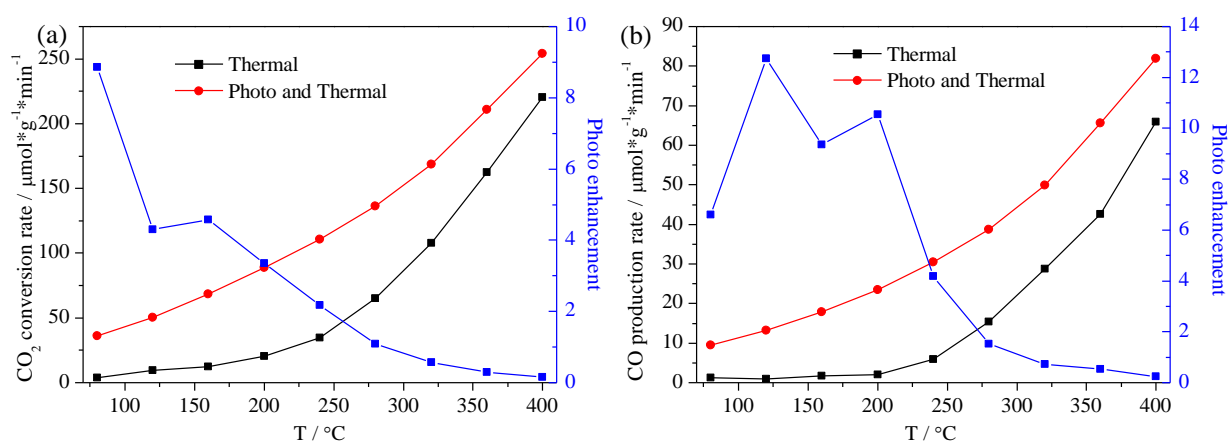 (a)
Thermal
Photo and Thermal
CO₂ conversion rate / μmol*g⁻¹*min⁻¹
250
200
150
100
50
0
10
8
6
4
2
0
Photo enhancement
100 150 200 250 300 350 400
T / °C
(b)
Thermal
Photo and Thermal
CO production rate / μmol*g⁻¹*min⁻¹
90
80
70
60
50
40
30
20
10
0
14
12
10
8
6
4
2
0
Photo enhancement
100 150 200 250 300 350 400
T / °C